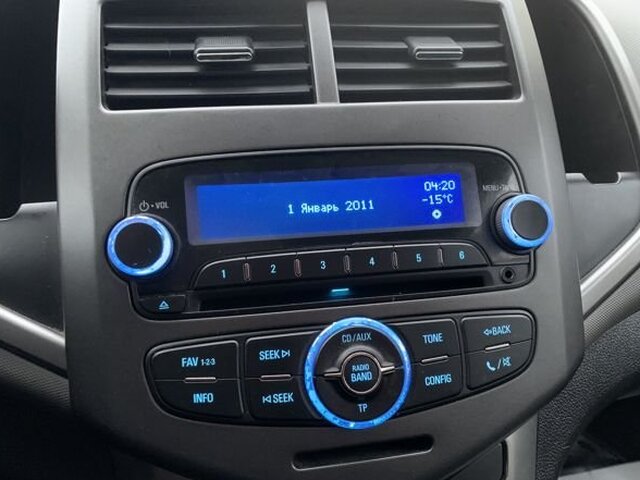 04:20
1 Январь 2011
-15°C
VOL
MENU
1 2 3 4 5 6
CD/AUX
FAV 1-2-3
SEEK
RADIO
BAND
TONE
BACK
INFO
SEEK
TP
CONFIG